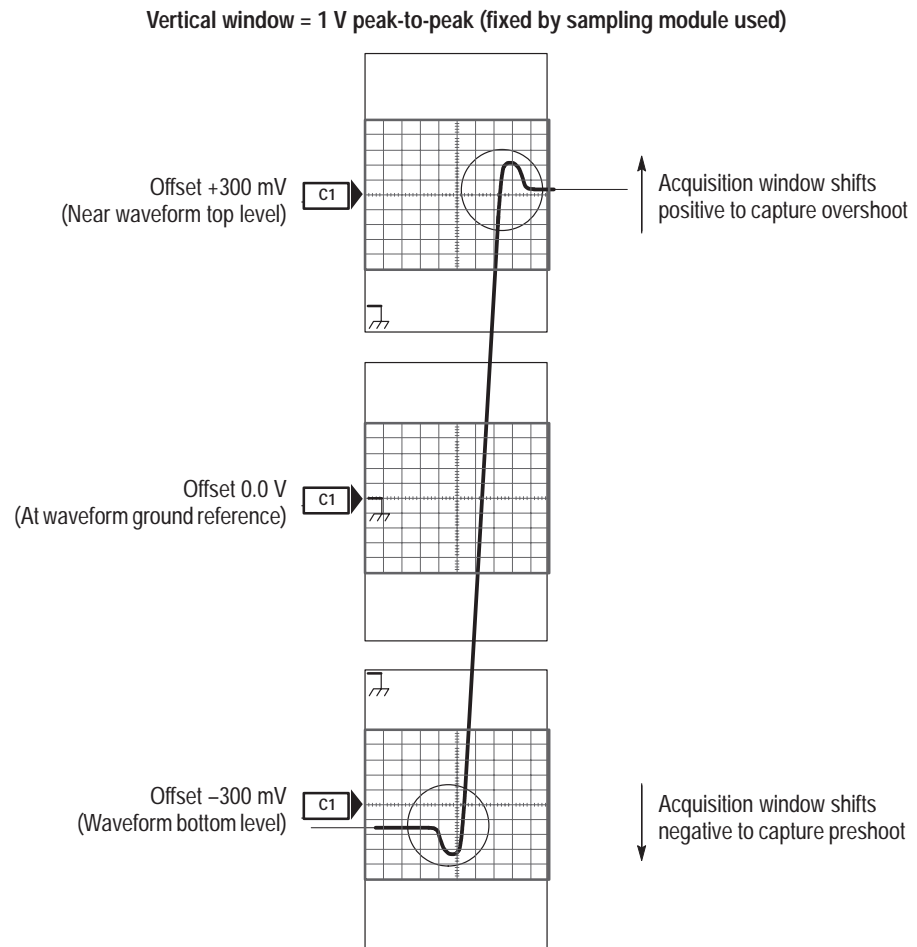 Vertical window = 1 V peak-to-peak (fixed by sampling module used)
Offset +300 mV
(Near waveform top level)
C1
Acquisition window shifts
positive to capture overshoot
Offset 0.0 V
(At waveform ground reference)
C1
Offset –300 mV
(Waveform bottom level)
C1
Acquisition window shifts
negative to capture preshoot